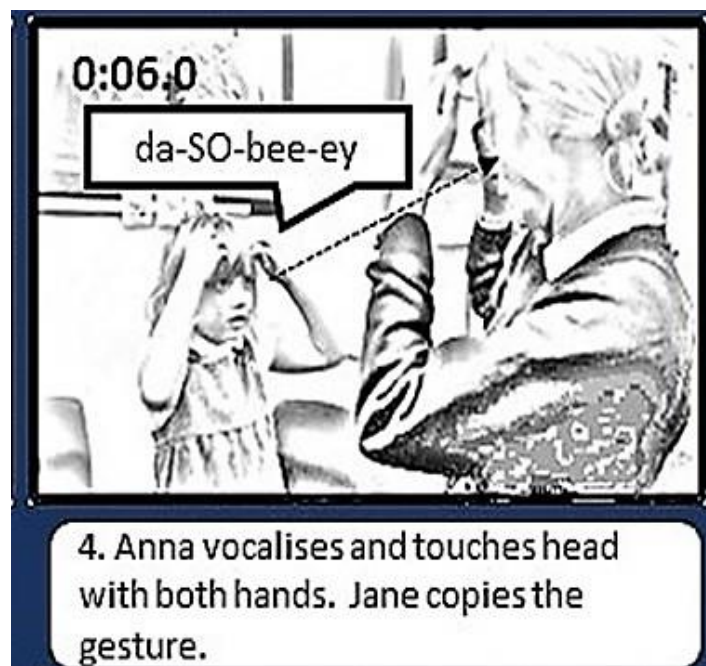 0:06.0
da-SO-bee-ey
4. Anna vocalises and touches head
with both hands. Jane copies the
gesture.